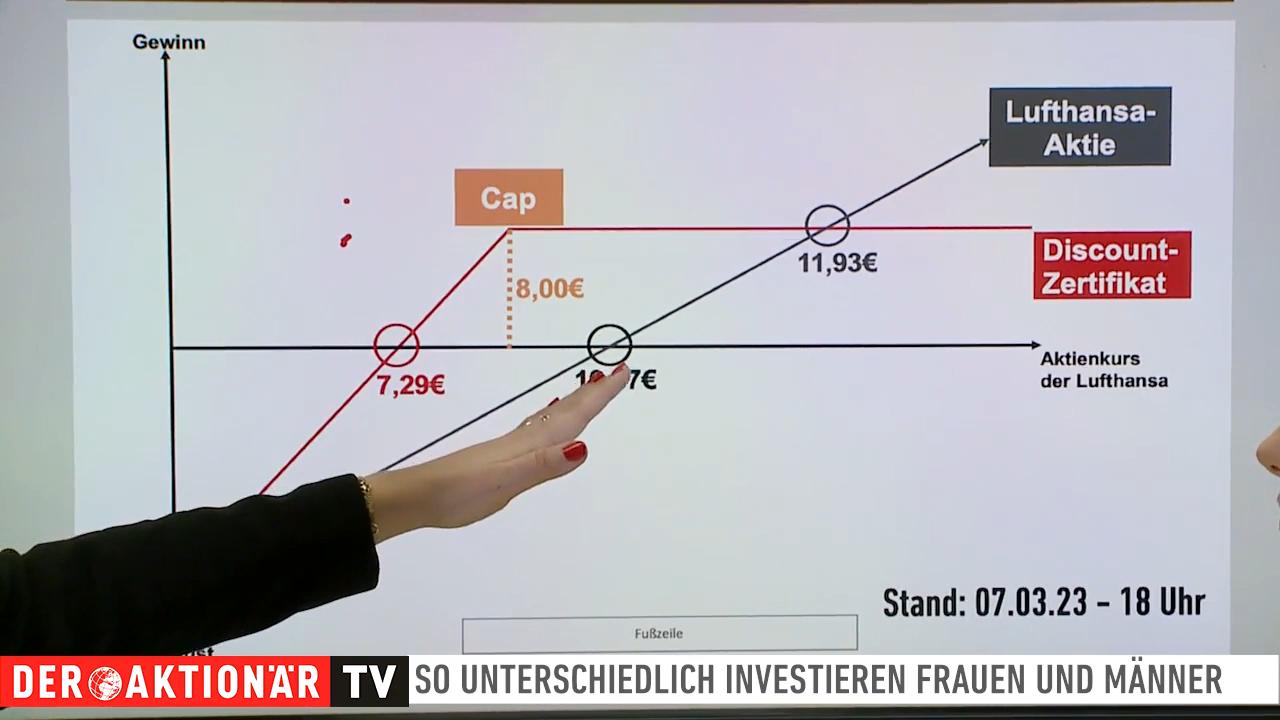 Gewinn
Lufthansa-
Aktie
Cap
11,93€
Discount-
Zertifikat
8,00€
Aktienkurs
der Lufthansa
7,29€
Stand: 07.03.23 – 18 Uhr
Fußzeile
DER AKTIONÄR TV
SO UNTERSCHIEDLICH INVESTIEREN FRAUEN UND MÄNNER